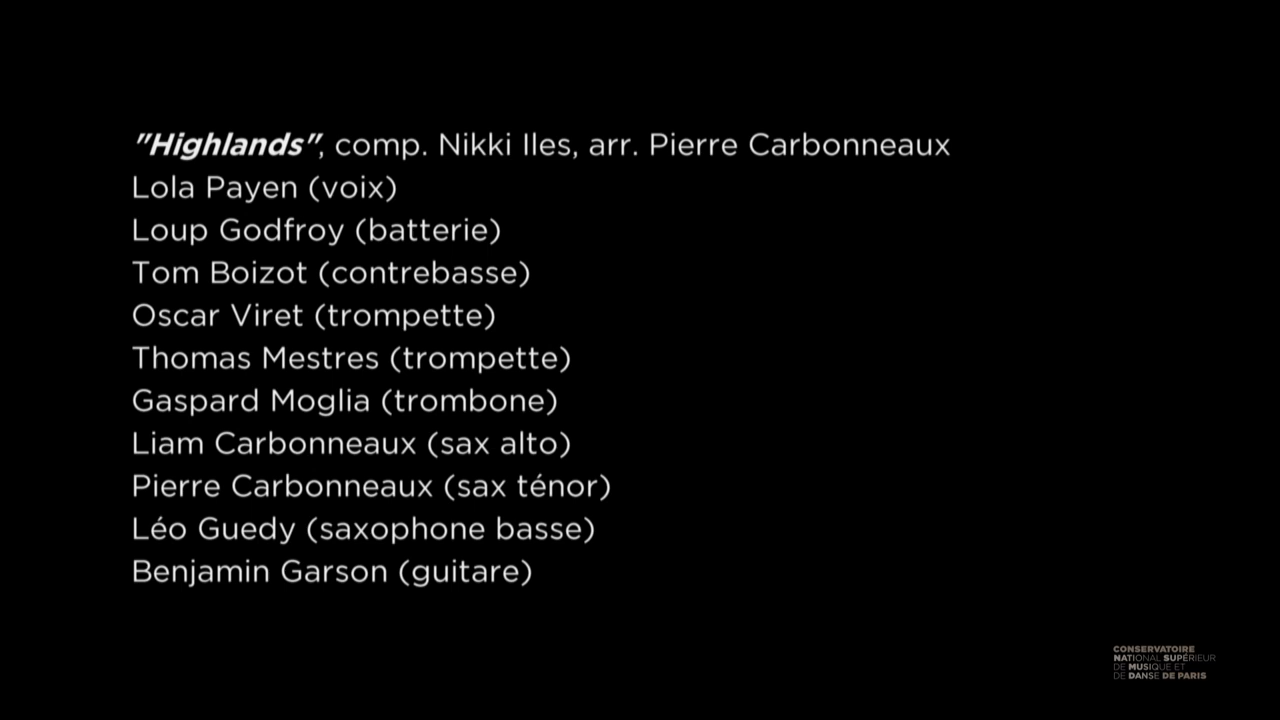 "Highlands", comp. Nikki Iles, arr. Pierre Carbonneaux
Lola Payen (voix)
Loup Godfroy (batterie)
Tom Boizot (contrebasse)
Oscar Viret (trompette)
Thomas Mestres (trompette)
Gaspard Moglia (trombone)
Liam Carbonneaux (sax alto)
Pierre Carbonneaux (sax ténor)
Léo Guedy (saxophone basse)
Benjamin Garson (guitare)
CONSERVATOIRE
NATIONAL SUPÉRIEUR
DE MUSIQUE ET
DE DANSE DE PARIS